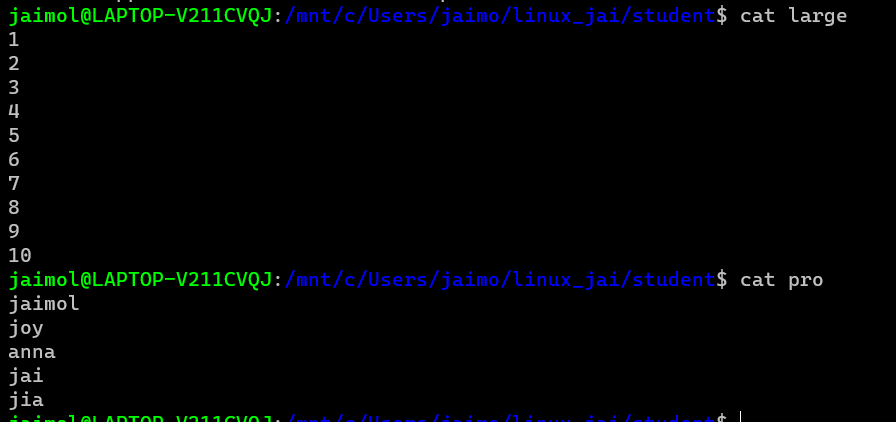 jaimol@LAPTOP-V211CVQJ:/mnt/c/Users/jaimo/linux_jai/student$ cat large
1
2
3
4
5
6
7
8
9
10
jaimol@LAPTOP-V211CVQJ:/mnt/c/Users/jaimo/linux_jai/student$ cat pro
jaimol
joy
anna
jai
jia
jaimol@LAPTOP-V211CVQJ:/mnt/c/Users/jaimo/linux_jai/student$